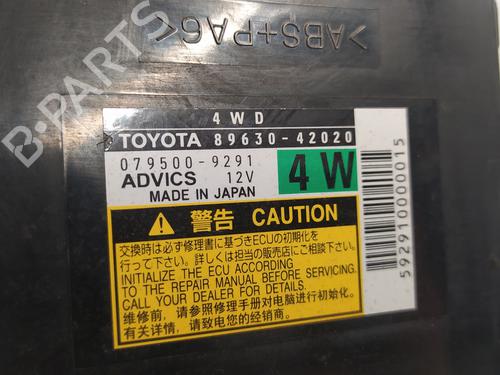 >ABS+PA6<
B-PARTS
4WD
TOYOTA 89630-42020
079500-9291
ADVICS 12V
MADE IN JAPAN
4W
592910000015
警告 CAUTION
交換時は必ず修理書に基づきECUの初期化を
行って下さい。詳しくは担当の販売店にご相談下さい。
INITIALIZE THE ECU ACCORDING
TO THE REPAIR MANUAL BEFORE SERVICING.
CALL YOUR DEALER FOR DETAILS.
维修前，请参照修理手册对电脑进行初始化。
有关详情，请致电您的经销商。